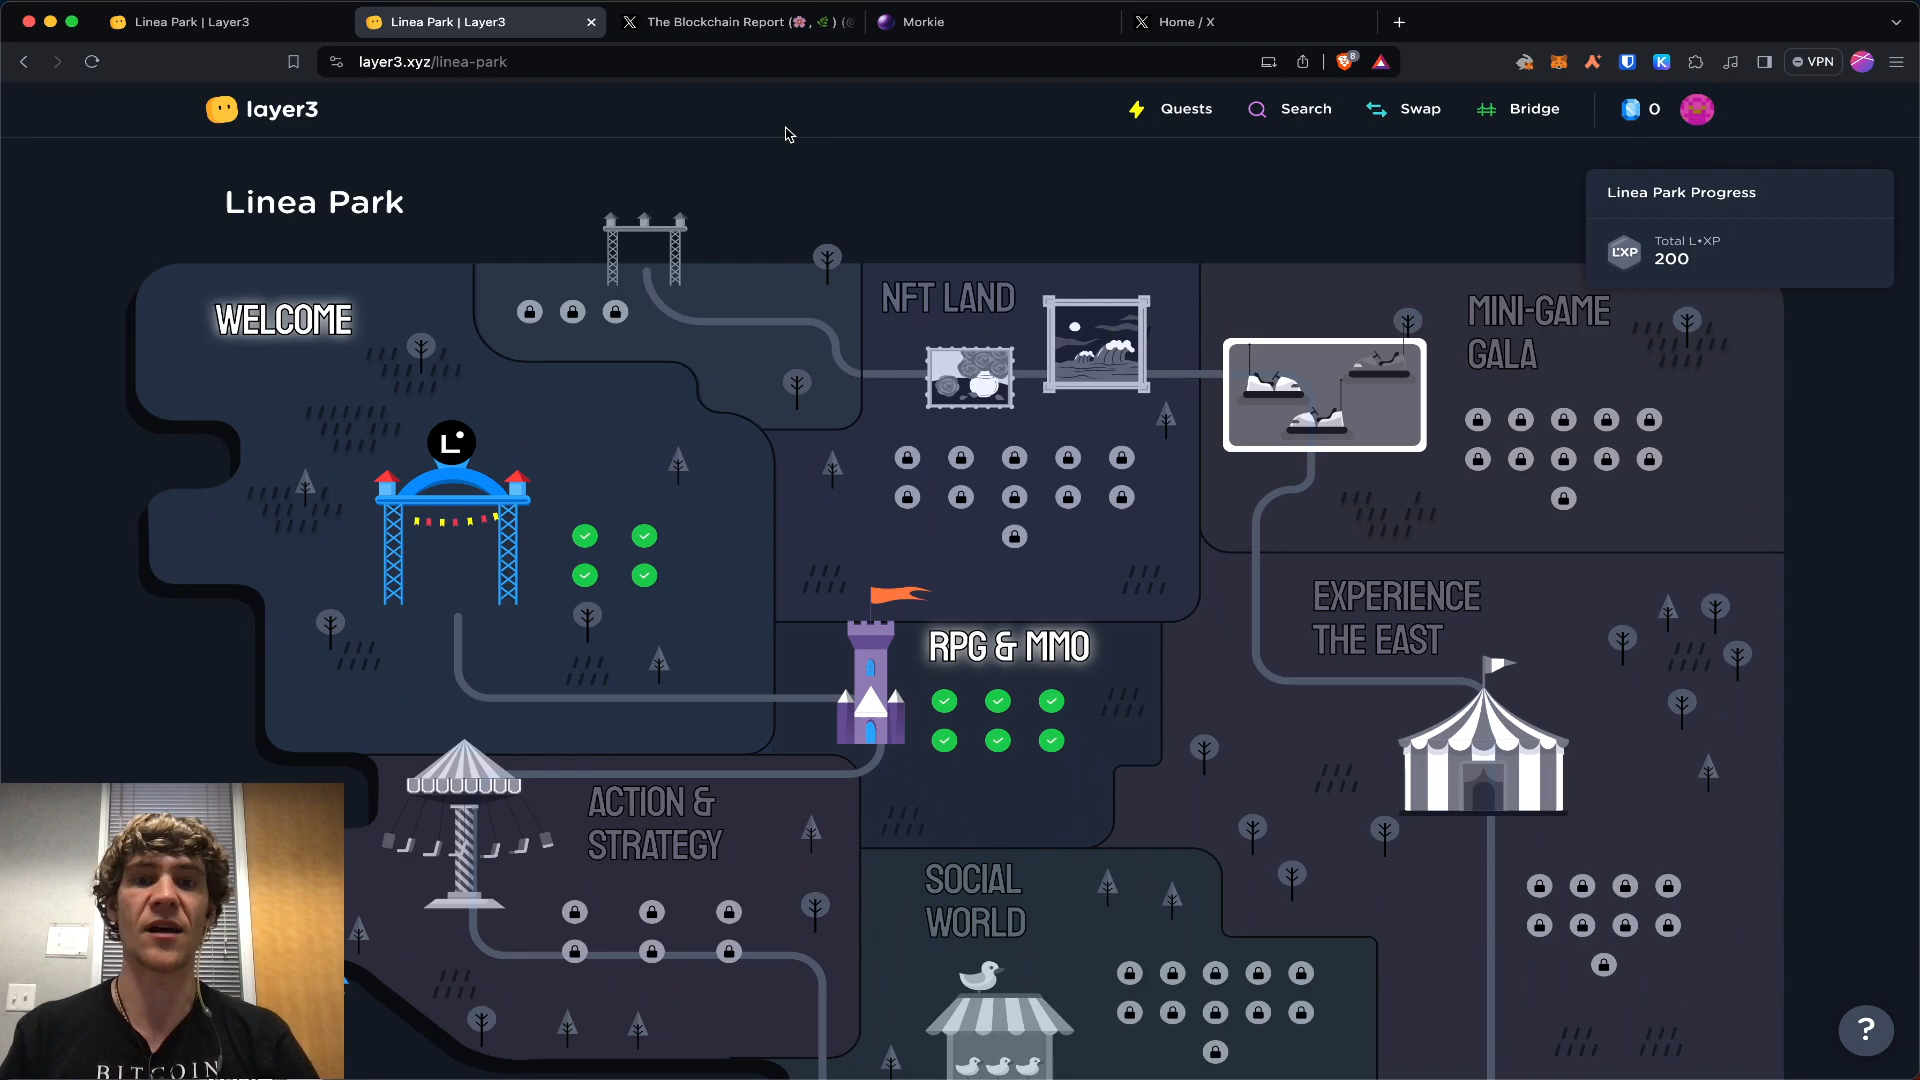 Linea Park | Layer3
Linea Park | Layer3
The Blockchain Report
Morkie
Home / X
layer3.xyz/linea-park
8
VPN
layer3
Quests
Search
Swap
Bridge
0
Linea Park
Linea Park Progress
LXP
Total L•XP
200
WELCOME
NFT LAND
MINI-GAME
GALA
L
RPG & MMO
EXPERIENCE
THE EAST
ACTION &
STRATEGY
SOCIAL
WORLD
BITCOIN
?